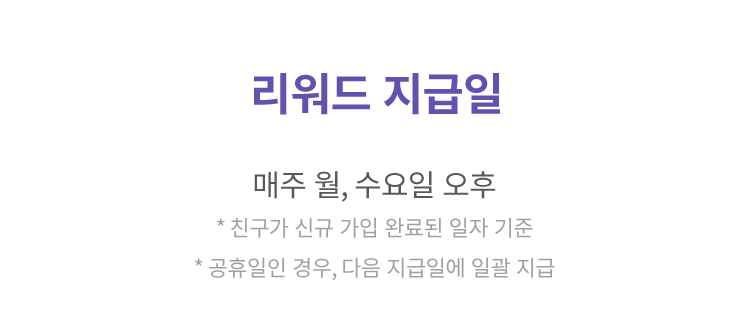 리워드 지급일
매주 월, 수요일 오후
* 친구가 신규 가입 완료된 일자 기준
* 공휴일인 경우, 다음 지급일에 일괄 지급